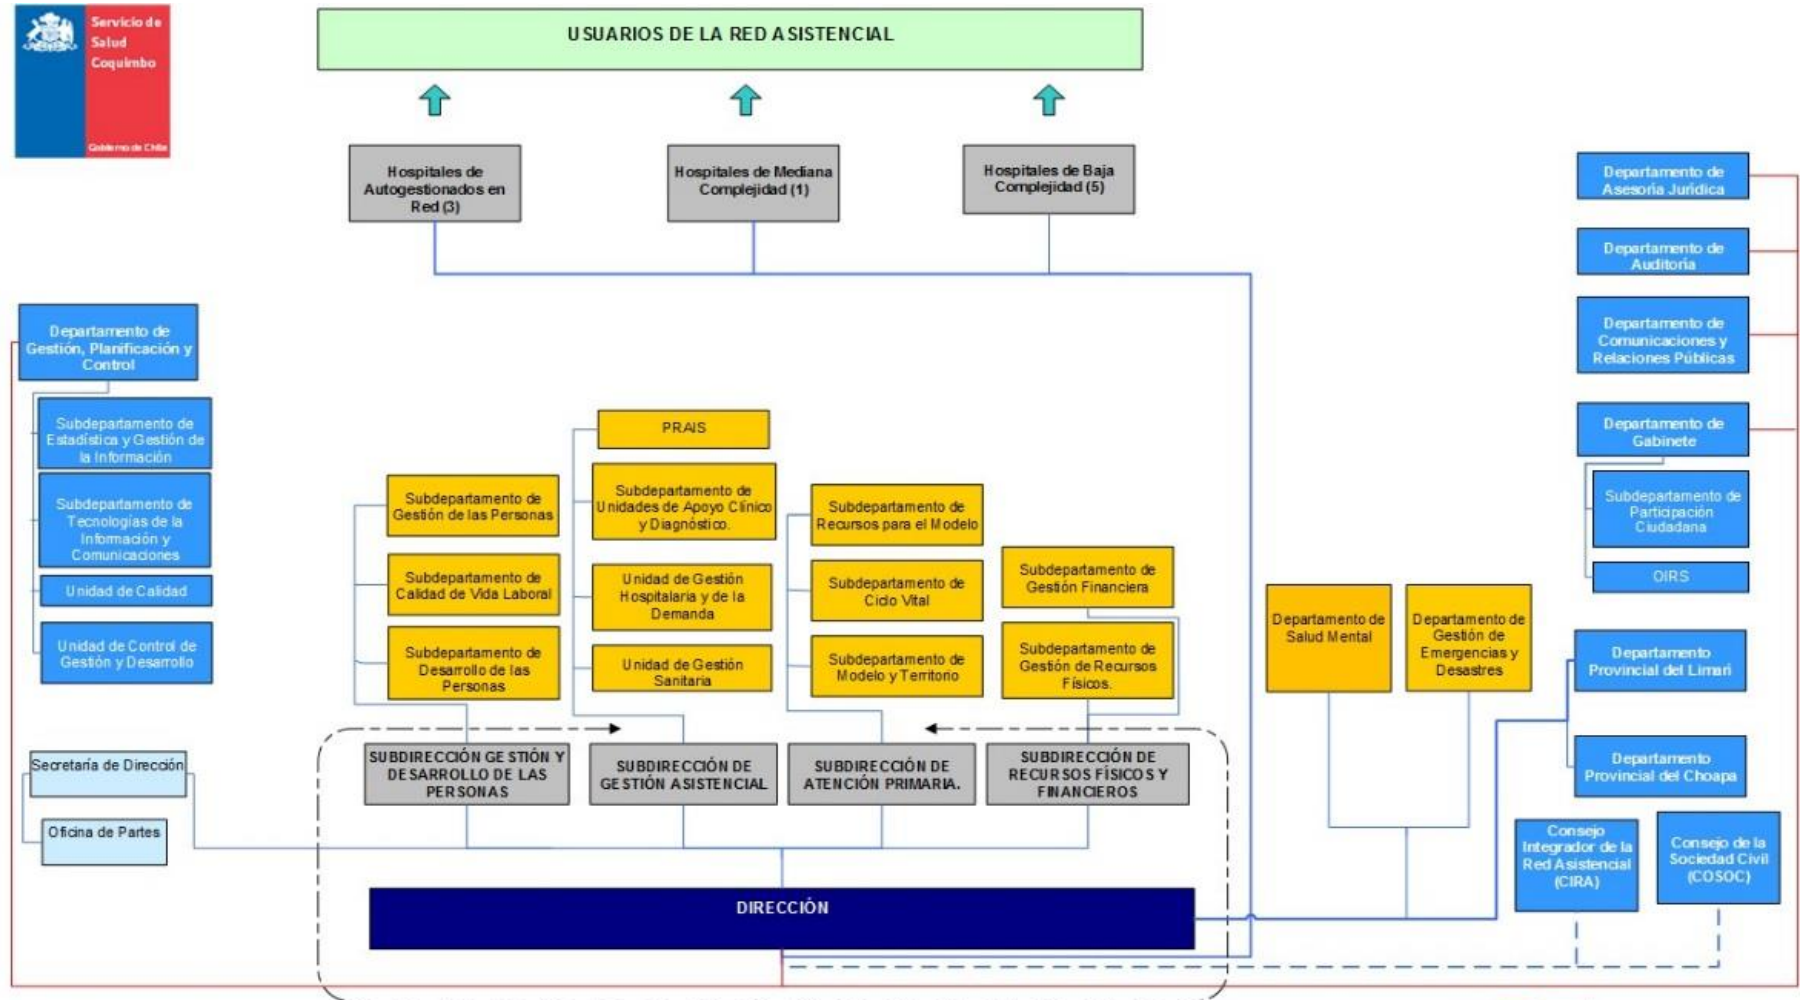 Servicio de
Salud
Coquimbo
Gobierno de Chile
USUARIOS DE LA RED ASISTENCIAL
Hospitales de
Autogestionados en
Red (3)
Hospitales de Mediana
Complejidad (1)
Hospitales de Baja
Complejidad (5)
Departamento de
Asesoría Jurídica
Departamento de
Auditoría
Departamento de
Comunicaciones y
Relaciones Públicas
Departamento de
Gabinete
Subdepartamento de
Participación
Ciudadana
OIRS
Departamento de
Gestión, Planificación y
Control
Subdepartamento de
Estadística y Gestión de
la Información
Subdepartamento de
Tecnologías de la
Información y
Comunicaciones
Unidad de Calidad
Unidad de Control de
Gestión y Desarrollo
Subdepartamento de
Gestión de las Personas
Subdepartamento de
Calidad de Vida Laboral
Subdepartamento de
Desarrollo de las
Personas
PRAIS
Subdepartamento de
Unidades de Apoyo Clínico
y Diagnóstico.
Unidad de Gestión
Hospitalaria y de la
Demanda
Unidad de Gestión
Sanitaria
Subdepartamento de
Recursos para el Modelo
Subdepartamento de
Ciclo Vital
Subdepartamento de
Modelo y Territorio
Subdepartamento de
Gestión Financiera
Subdepartamento de
Gestión de Recursos
Físicos.
Departamento de
Salud Mental
Departamento de
Gestión de
Emergencias y
Desastres
Departamento
Provincial del Limarí
Departamento
Provincial del Choapa
Secretaría de Dirección
Oficina de Partes
SUBDIRECCIÓN GESTIÓN Y
DESARROLLO DE LAS
PERSONAS
SUBDIRECCIÓN DE
GESTIÓN ASISTENCIAL
SUBDIRECCIÓN DE
ATENCIÓN PRIMARIA.
SUBDIRECCIÓN DE
RECURSOS FÍSICOS Y
FINANCIEROS
Consejo
Integrador de la
Red Asistencial
(CIRA)
Consejo de la
Sociedad Civil
(COSOC)
DIRECCIÓN